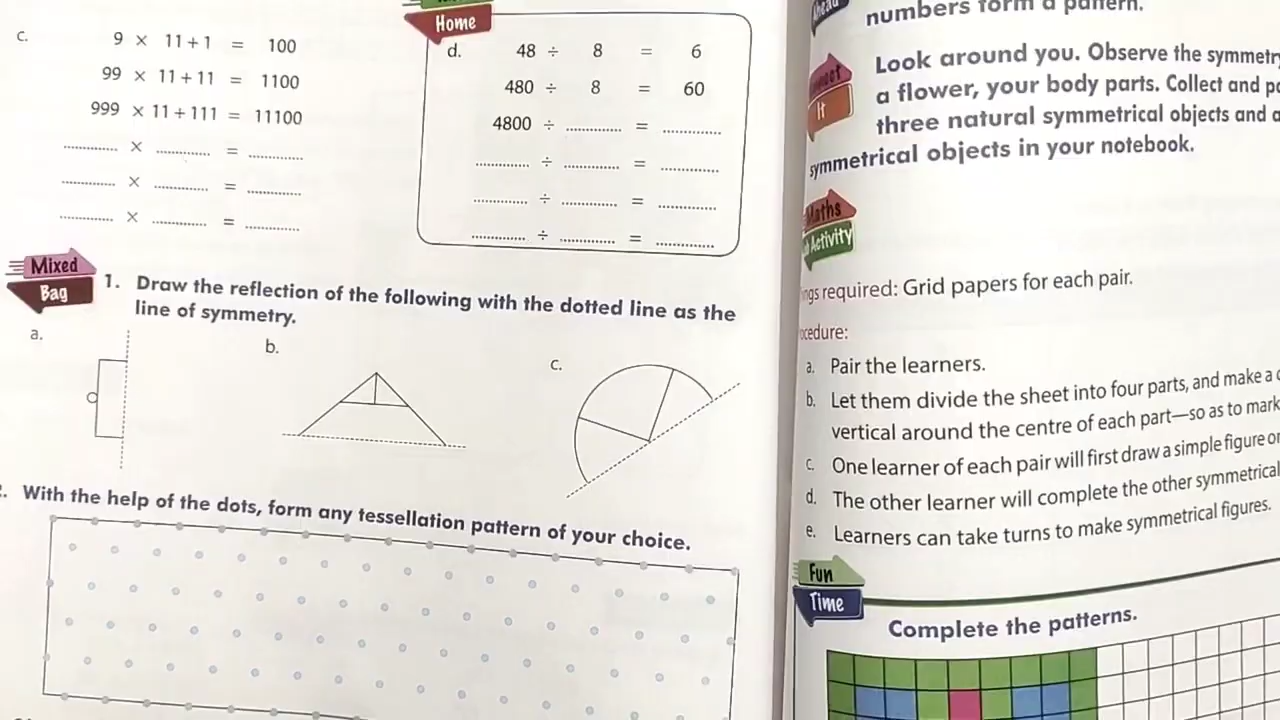 c.
9 × 11 + 1 = 100
99 × 11 + 11 = 1100
999 × 11 + 111 = 11100
............ × ............ = ............
............ × ............ = ............
............ × ............ = ............
Home
d.
48 ÷ 8 = 6
480 ÷ 8 = 60
4800 ÷ ............ = ............
............ ÷ ............ = ............
............ ÷ ............ = ............
............ ÷ ............ = ............
Mixed
Bag
1. Draw the reflection of the following with the dotted line as the
line of symmetry.
a.
b.
c.
With the help of the dots, form any tessellation pattern of your choice.
Ahead
numbers form a pattern.
It
Look around you. Observe the symmetry
a flower, your body parts. Collect and
three natural symmetrical objects and
symmetrical objects in your notebook.
Maths
Activity
required: Grid papers for each pair.
a. Pair the learners.
b. Let them divide the sheet into four parts, and make a
vertical around the centre of each part—so as to mark
c. One learner of each pair will first draw a simple figure
d. The other learner will complete the other symmetrical
e. Learners can take turns to make symmetrical figures.
Fun
Time
Complete the patterns.